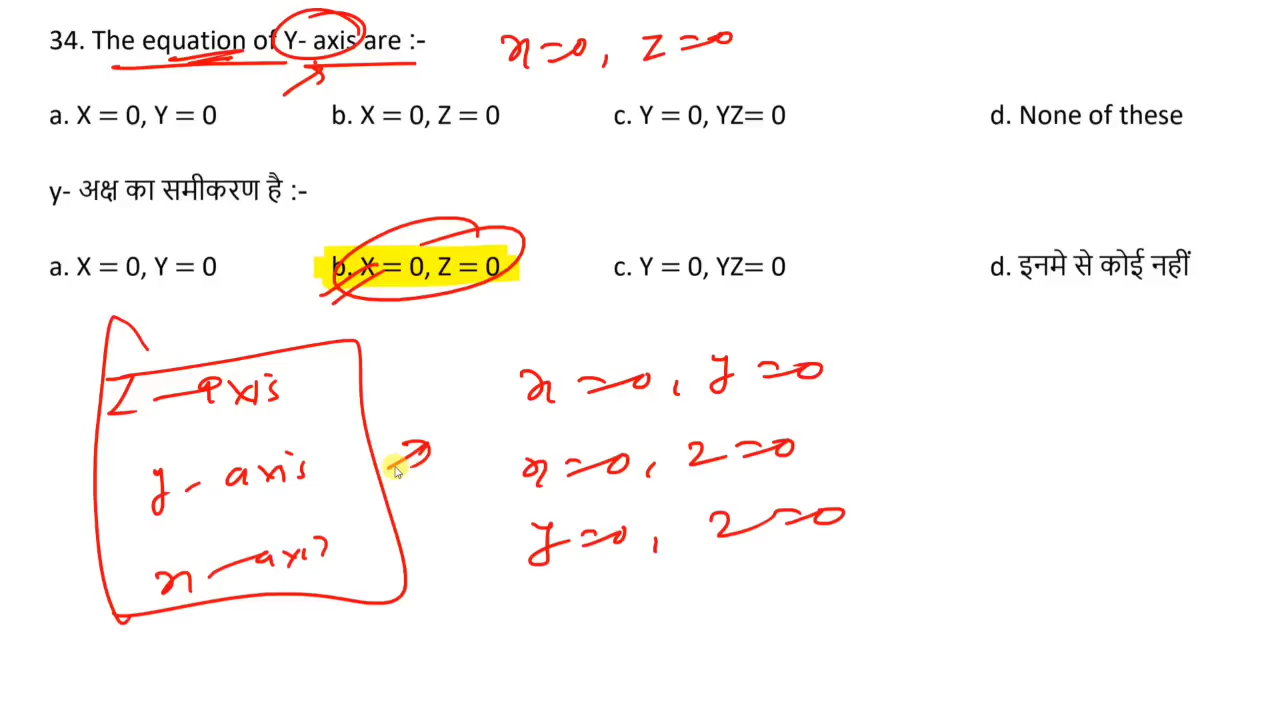 34. The equation of Y- axis are :- x=0, z=0
a. X = 0, Y = 0 b. X = 0, Z = 0 c. Y = 0, YZ= 0 d. None of these
y- अक्ष का समीकरण है :-
a. X = 0, Y = 0 b. X = 0, Z = 0 c. Y = 0, YZ= 0 d. इनमे से कोई नहीं
Z-axis x=0, y=0
y-axis x=0, z=0
x-axis y=0, z=0